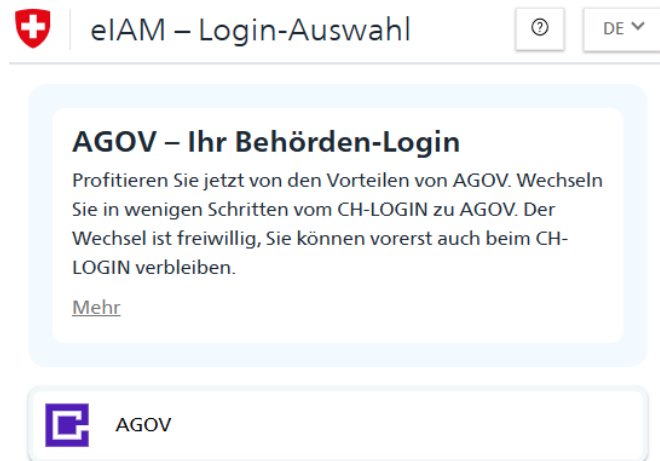 eIAM – Login-Auswahl
DE
AGOV – Ihr Behörden-Login
Profitieren Sie jetzt von den Vorteilen von AGOV. Wechseln
Sie in wenigen Schritten vom CH-LOGIN zu AGOV. Der
Wechsel ist freiwillig, Sie können vorerst auch beim CH-
LOGIN verbleiben.
Mehr
AGOV